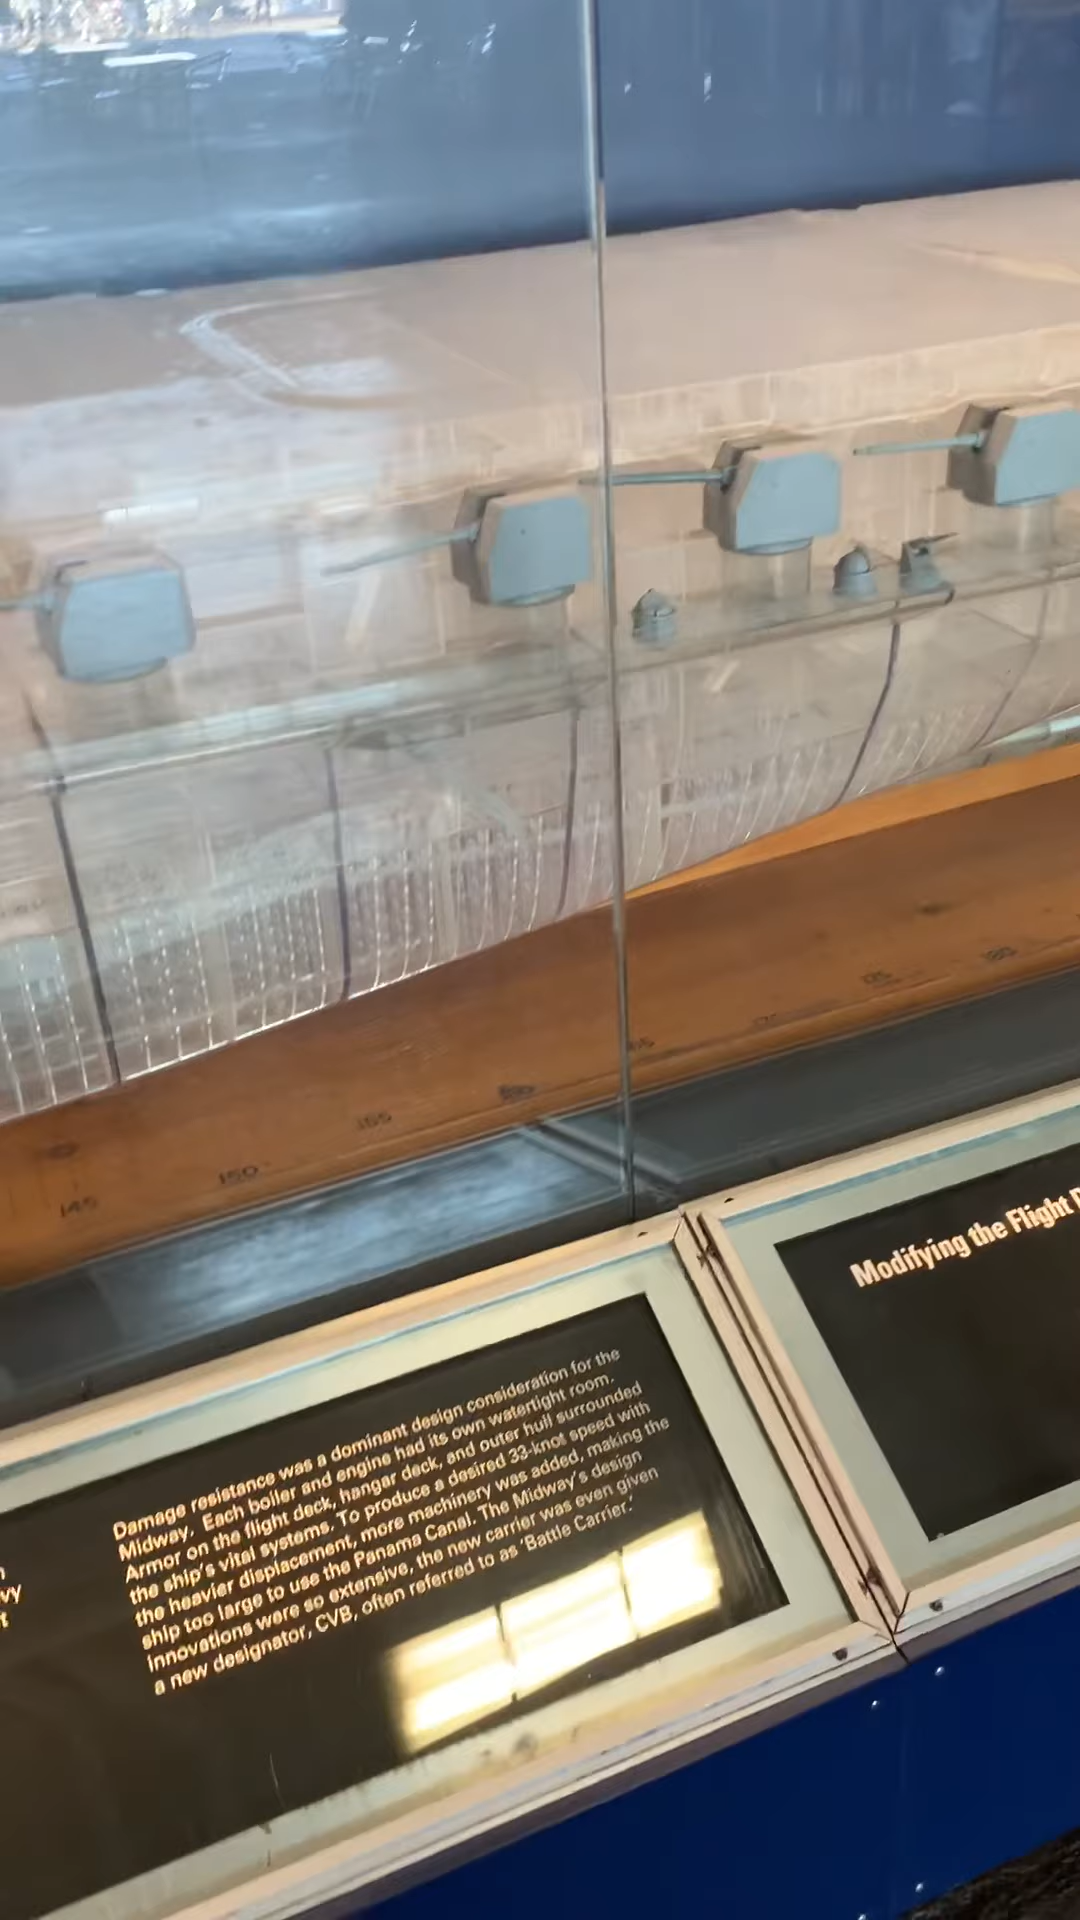 145
150
155
Damage resistance was a dominant design consideration for the
Midway. Each boiler and engine had its own watertight room.
Armor on the flight deck, hangar deck, and outer hull surrounded
the ship's vital systems. To produce a desired 33-knot speed with
the heavier displacement, more machinery was added, making the
ship too large to use the Panama Canal. The Midway's design
innovations were so extensive, the new carrier was even given
a new designator, CVB, often referred to as 'Battle Carrier.'
Modifying the Flight